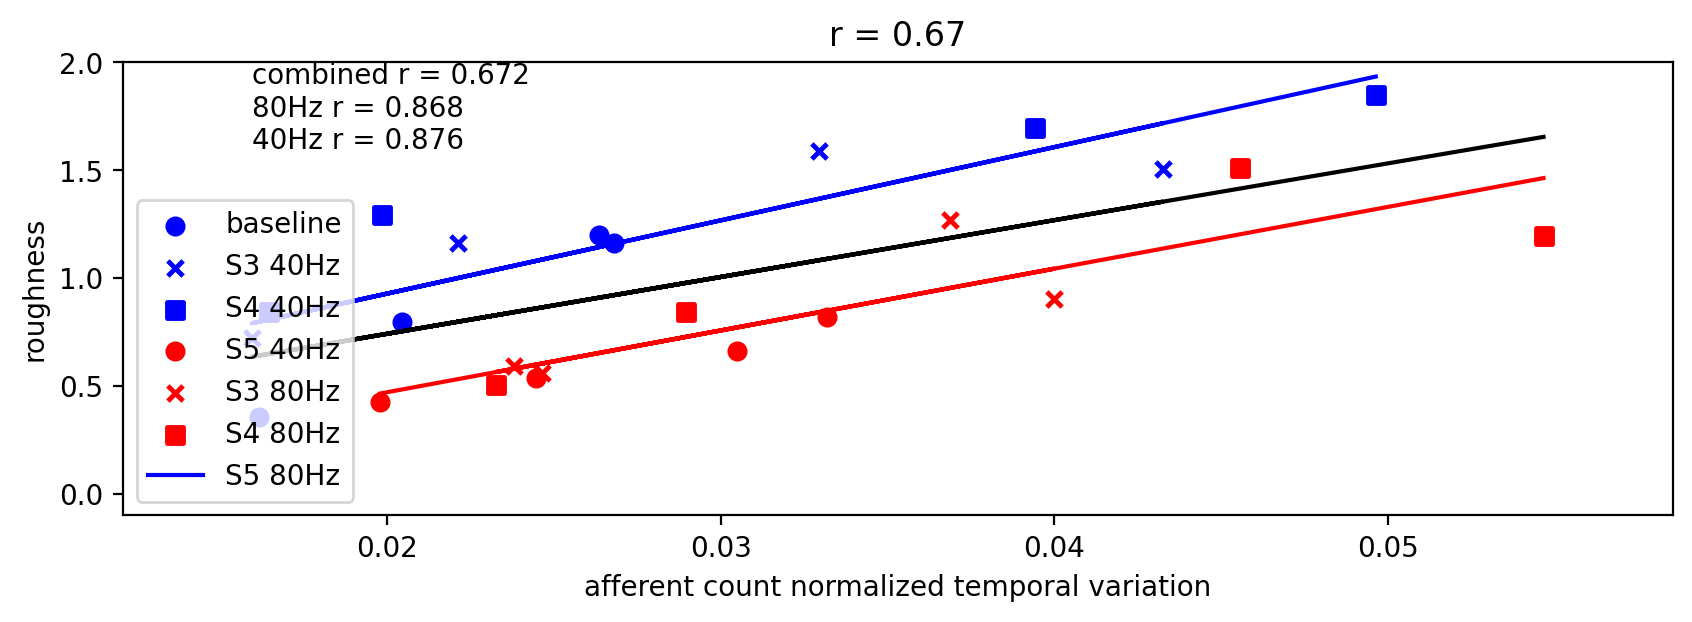 r = 0.67
combined r = 0.672
80Hz r = 0.868
40Hz r = 0.876
2.0
1.5
1.0
0.5
0.0
roughness
baseline
S3 40Hz
S4 40Hz
S5 40Hz
S3 80Hz
S4 80Hz
S5 80Hz
0.02 0.03 0.04 0.05
afferent count normalized temporal variation